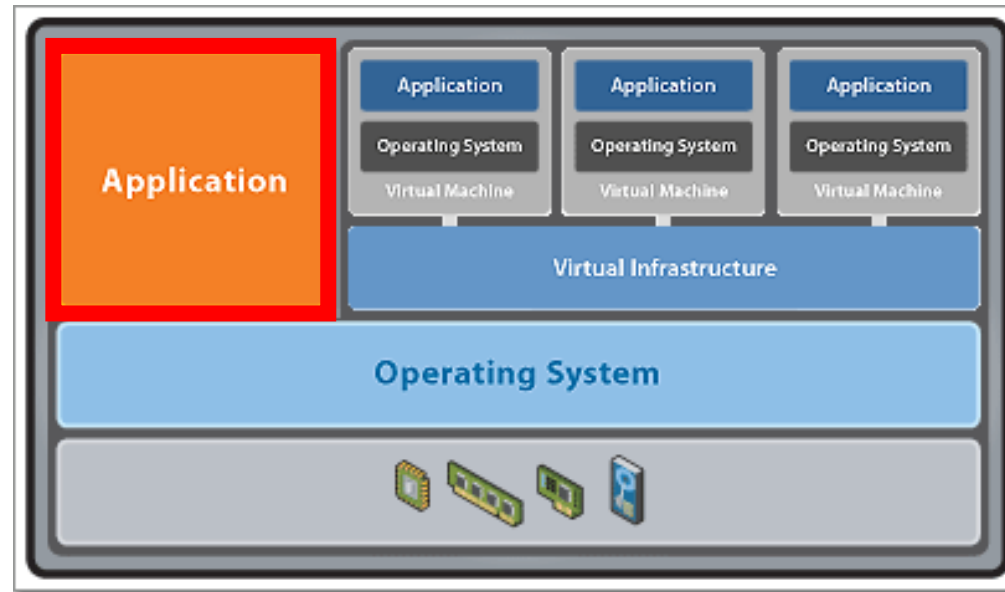 Application
Application
Application
Application
Operating System
Operating System
Operating System
Virtual Machine
Virtual Machine
Virtual Machine
Virtual Infrastructure
Operating System